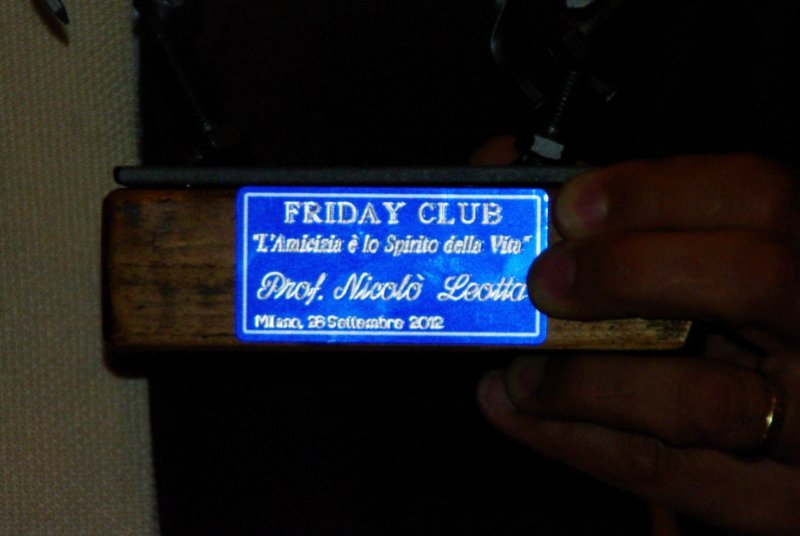 FRIDAY CLUB
"L'Amicizia è lo Spirito della Vita"
Prof. Nicolò Leotta
Milano, 28 Settembre 2012